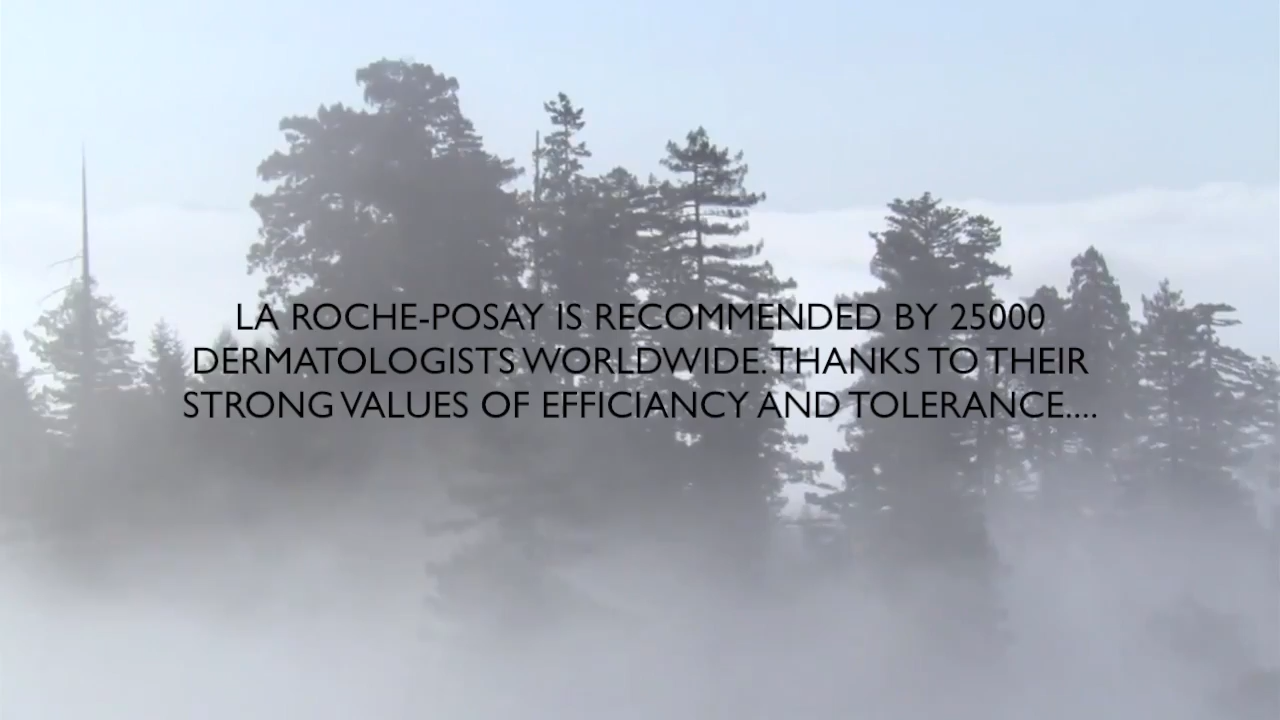 LA ROCHE-POSAY IS RECOMMENDED BY 25000
DERMATOLOGISTS WORLDWIDE. THANKS TO THEIR
STRONG VALUES OF EFFICIANCY AND TOLERANCE....